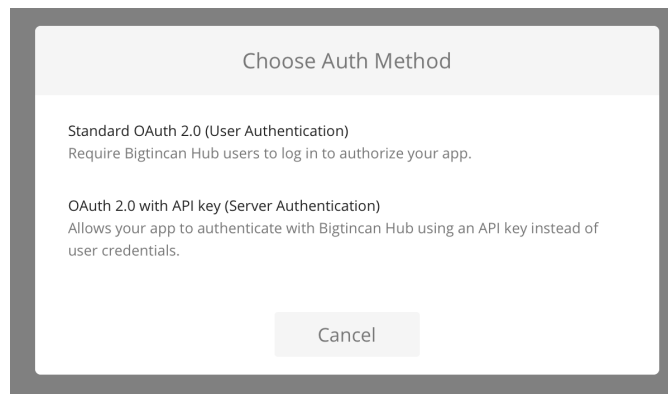 Choose Auth Method
Standard OAuth 2.0 (User Authentication)
Require Bigtincan Hub users to log in to authorize your app.
OAuth 2.0 with API key (Server Authentication)
Allows your app to authenticate with Bigtincan Hub using an API key instead of
user credentials.
Cancel